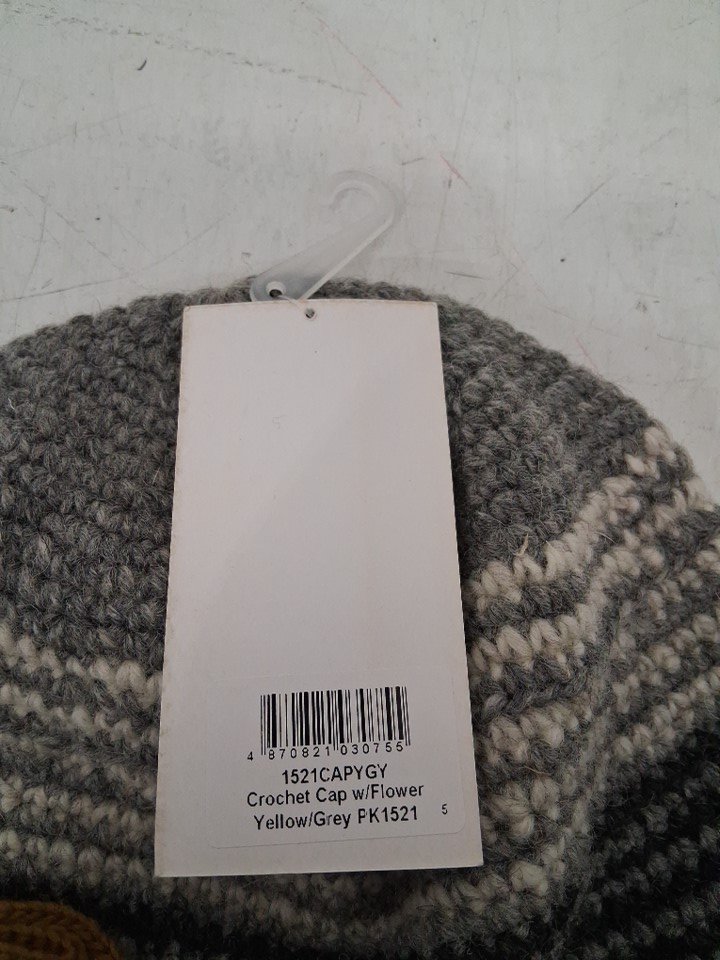 4 870821 030755
1521CAPYGY
Crochet Cap w/Flower
Yellow/Grey PK1521 5